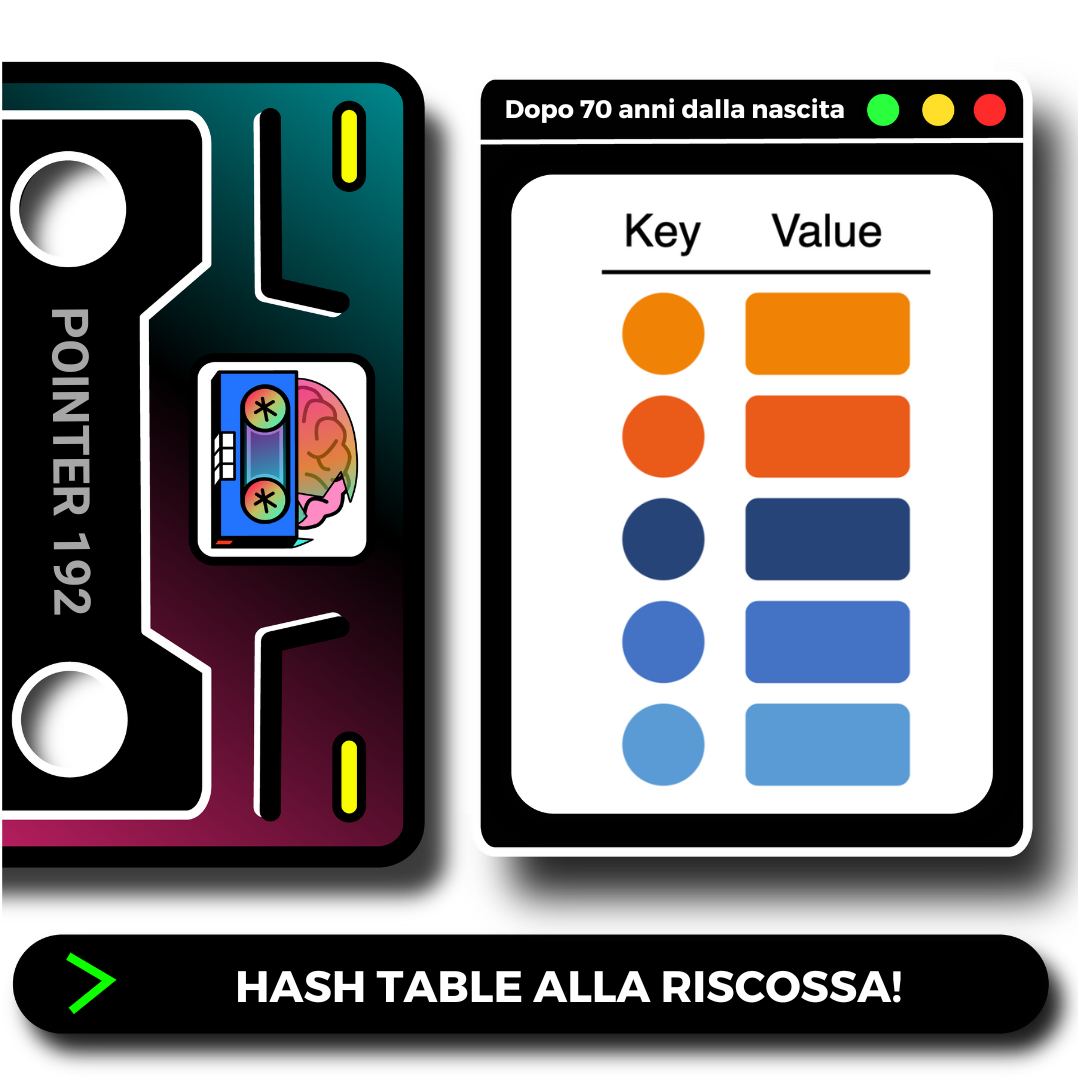 POINTER 192
Dopo 70 anni dalla nascita
Key Value
HASH TABLE ALLA RISCOSSA!